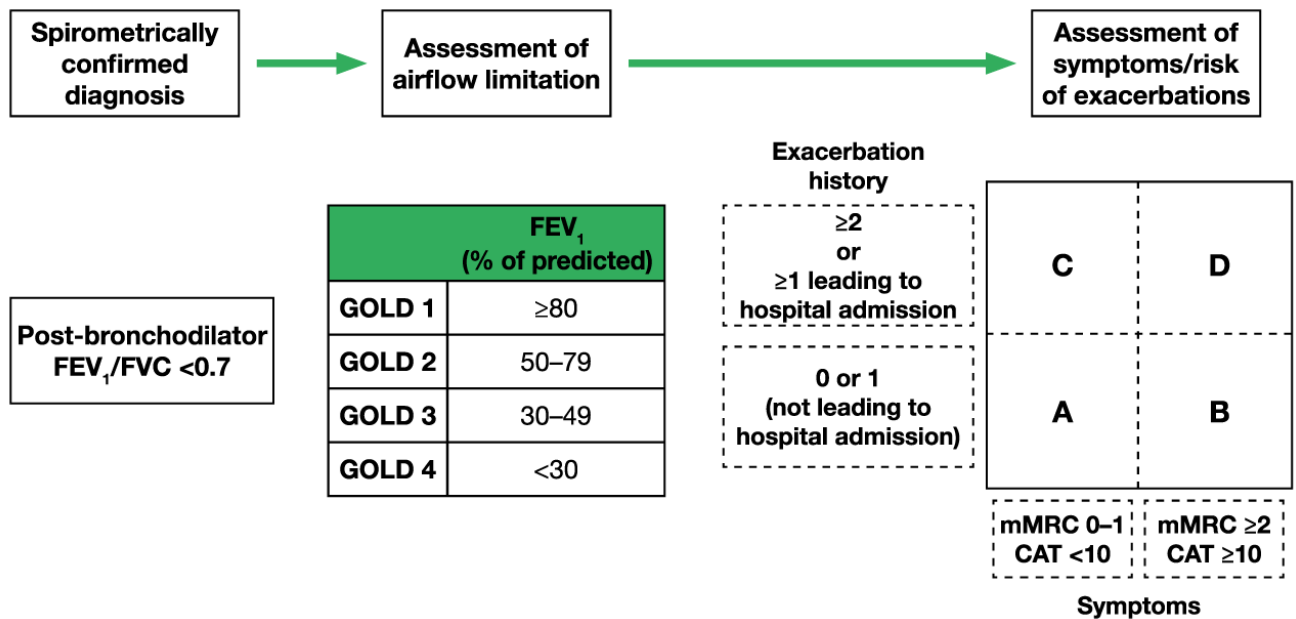 Spirometrically
confirmed
diagnosis
Assessment of
airflow limitation
Assessment of
symptoms/risk
of exacerbations
Post-bronchodilator
FEV₁/FVC <0.7
FEV₁
(% of predicted)
GOLD 1 ≥80
GOLD 2 50–79
GOLD 3 30–49
GOLD 4 <30
Exacerbation
history
≥2
or
≥1 leading to
hospital admission
0 or 1
(not leading to
hospital admission)
C D
A B
mMRC 0–1
CAT <10
mMRC ≥2
CAT ≥10
Symptoms